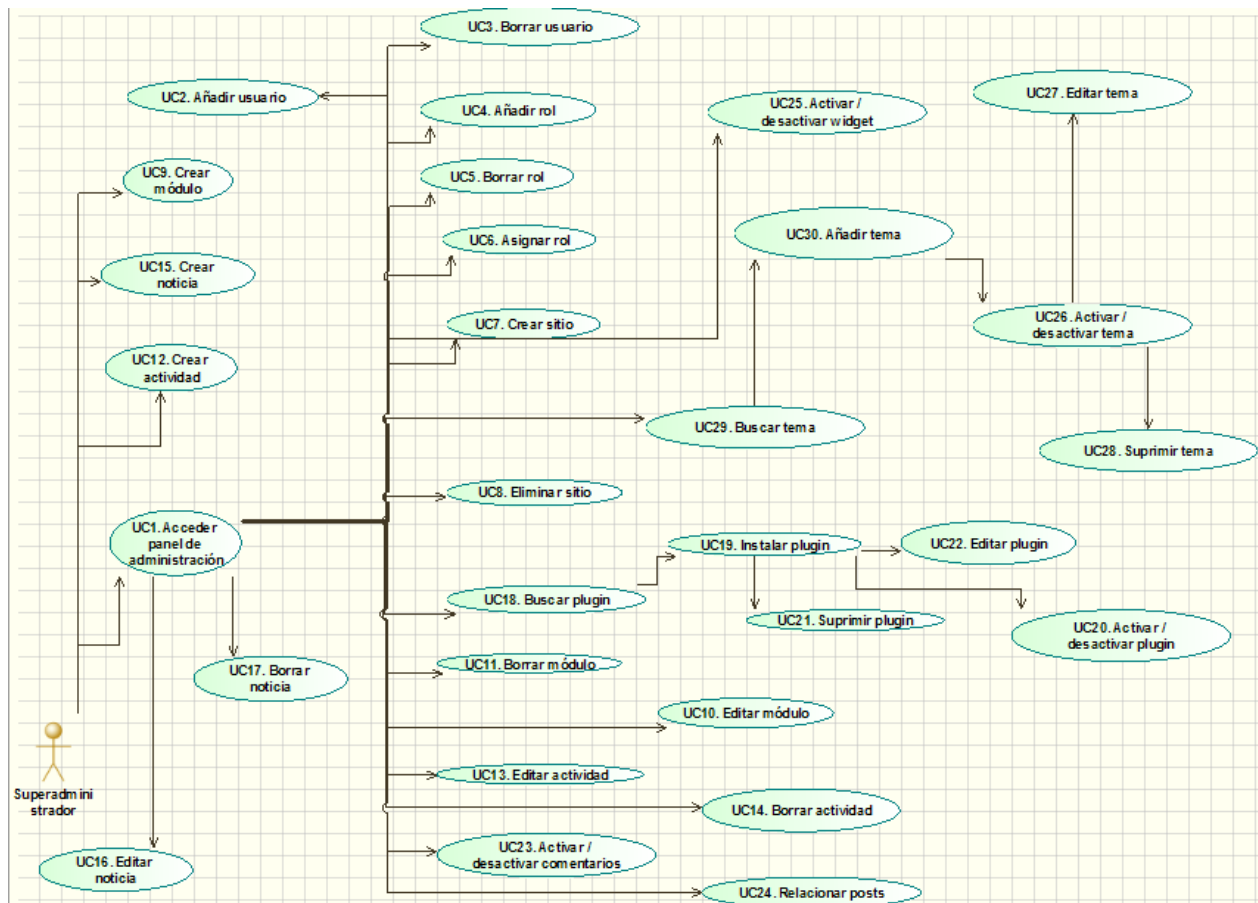 UC3. Borrar usuario
UC2. Añadir usuario
UC4. Añadir rol
UC25. Activar /
desactivar widget
UC27. Editar tema
UC9. Crear
módulo
UC5. Borrar rol
UC6. Asignar rol
UC30. Añadir tema
UC15. Crear
noticia
UC7. Crear sitio
UC26. Activar /
desactivar tema
UC12. Crear
actividad
UC29. Buscar tema
UC28. Suprimir tema
UC8. Eliminar sitio
UC1. Acceder
panel de
administración
UC19. Instalar plugin
UC22. Editar plugin
UC18. Buscar plugin
UC21. Suprimir plugin
UC20. Activar /
desactivar plugin
UC11. Borrar módulo
UC17. Borrar
noticia
UC10. Editar módulo
UC13. Editar actividad
Superadmini
strador
UC14. Borrar actividad
UC23. Activar /
desactivar comentarios
UC16. Editar
noticia
UC24. Relacionar posts